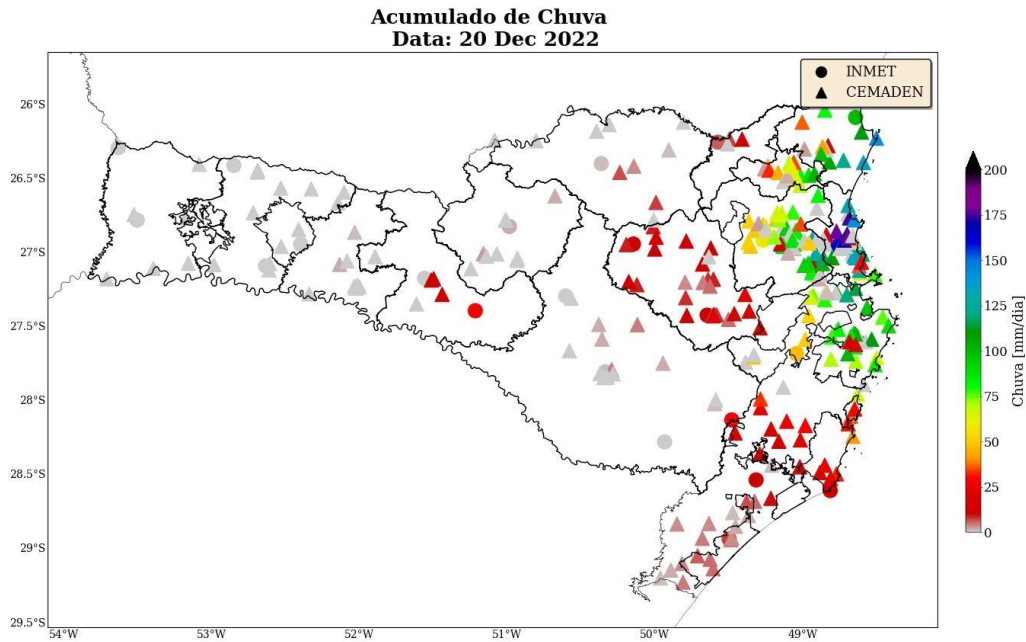 Acumulado de Chuva
Data: 20 Dec 2022
INMET
CEMADEN
26°S
26.5°S
27°S
27.5°S
28°S
28.5°S
29°S
29.5°S
54°W
53°W
52°W
51°W
50°W
49°W
200
175
150
125
100
75
50
25
0
Chuva [mm/dia]